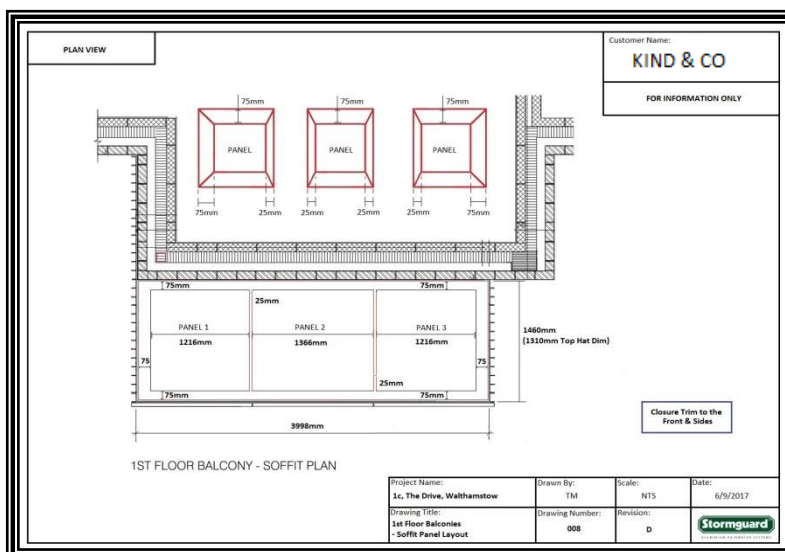 PLAN VIEW
Customer Name:
KIND & CO
FOR INFORMATION ONLY
75mm 75mm 75mm
PANEL PANEL PANEL
75mm 25mm 25mm 25mm 25mm 75mm
75mm 75mm
25mm
PANEL 1 PANEL 2 PANEL 3
1216mm 1366mm 1216mm
1460mm
(1310mm Top Hat Dim)
75 75
25mm
75mm 75mm
3998mm
Closure Trim to the
Front & Sides
1ST FLOOR BALCONY - SOFFIT PLAN
Project Name:
1c, The Drive, Walthamstow
Drawn By:
TM
Scale:
NTS
Date:
6/9/2017
Drawing Title:
1st Floor Balconies
- Soffit Panel Layout
Drawing Number:
008
Revision:
D
Stormguard
ALUMINIUM RAINWATER SYSTEMS